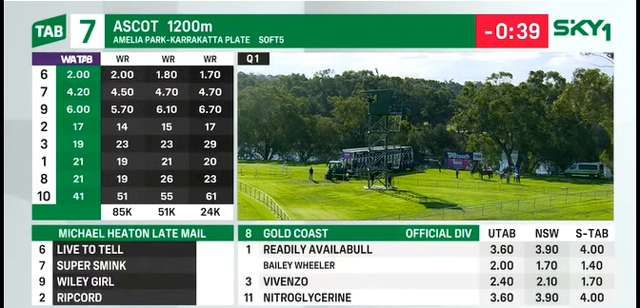 TAB 7 ASCOT 1200m -0:39 SKY1
AMELIA PARK-KARRAKATTA PLATE SOFT5
WATAB WR WR WR
6 2.00 2.00 1.80 1.70
7 4.20 4.50 4.70 4.70
9 6.00 5.70 6.10 6.70
2 17 14 15 17
3 19 23 23 29
1 21 19 21 20
8 21 19 26 23
10 41 51 55 61
85K 51K 24K
Q1
MICHAEL HEATON LATE MAIL
6 LIVE TO TELL
7 SUPER SMINK
9 WILEY GIRL
2 RIPCORD
8 GOLD COAST OFFICIAL DIV UTAB NSW S-TAB
1 READILY AVAILABULL 3.60 3.90 4.00
BAILEY WHEELER 2.00 1.70 1.40
3 VIVENZO 2.40 2.10 1.70
11 NITROGLYCERINE 3.60 3.90 4.00